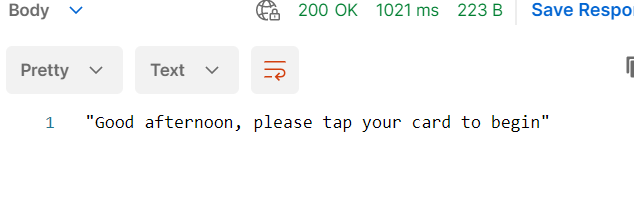 Body 200 OK 1021 ms 223 B Save Respo
Pretty Text
1 "Good afternoon, please tap your card to begin"